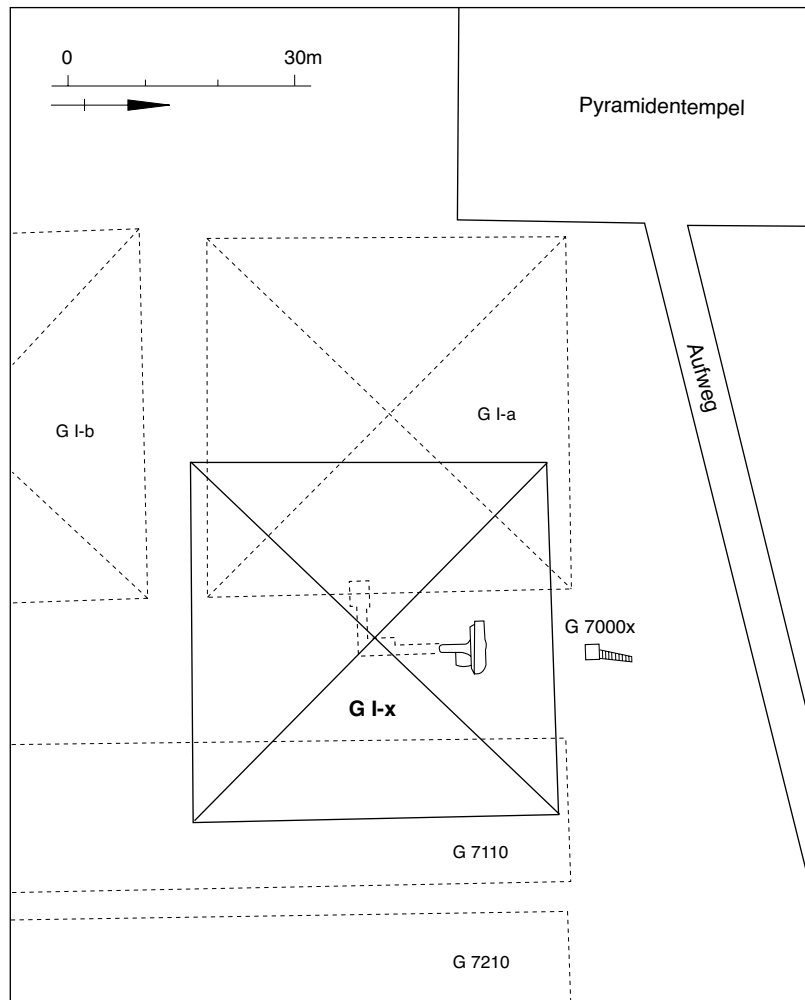 0 30m
Pyramidentempel
Aufweg
G I-a
G I-b
G 7000x
G I-x
G 7110
G 7210